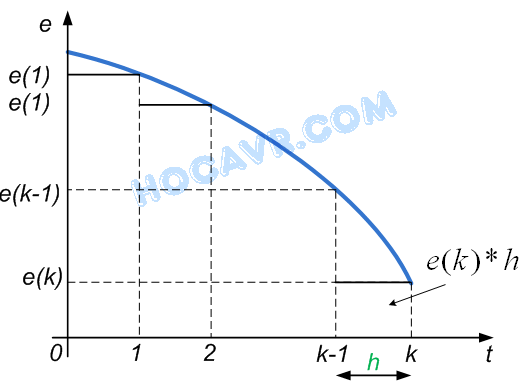 e
e(1)
e(1)
HOCAVR.COM
e(k-1)
e(k)
e(k)*h
0 1 2 k-1 k t
h